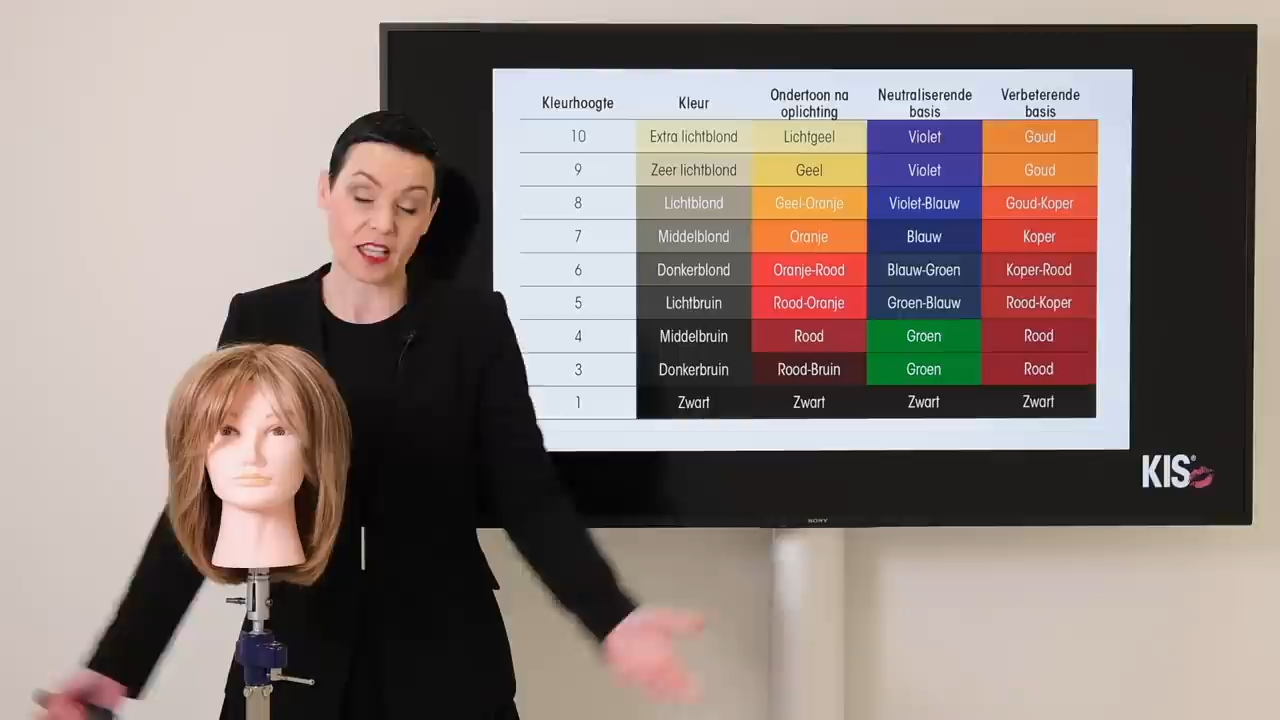 Kleurhoogte Kleur Ondertoon na oplichting Neutraliserende basis Verbeterende basis
10 Extra lichtblond Lichtgeel Violet Goud
9 Zeer lichtblond Geel Violet Goud
8 Lichtblond Geel-Oranje Violet-Blauw Goud-Koper
7 Middelblond Oranje Blauw Koper
6 Donkerblond Oranje-Rood Blauw-Groen Koper-Rood
5 Lichtbruin Rood-Oranje Groen-Blauw Rood-Koper
4 Middelbruin Rood Groen Rood
3 Donkerbruin Rood-Bruin Groen Rood
1 Zwart Zwart Zwart Zwart
KIS®
SONY